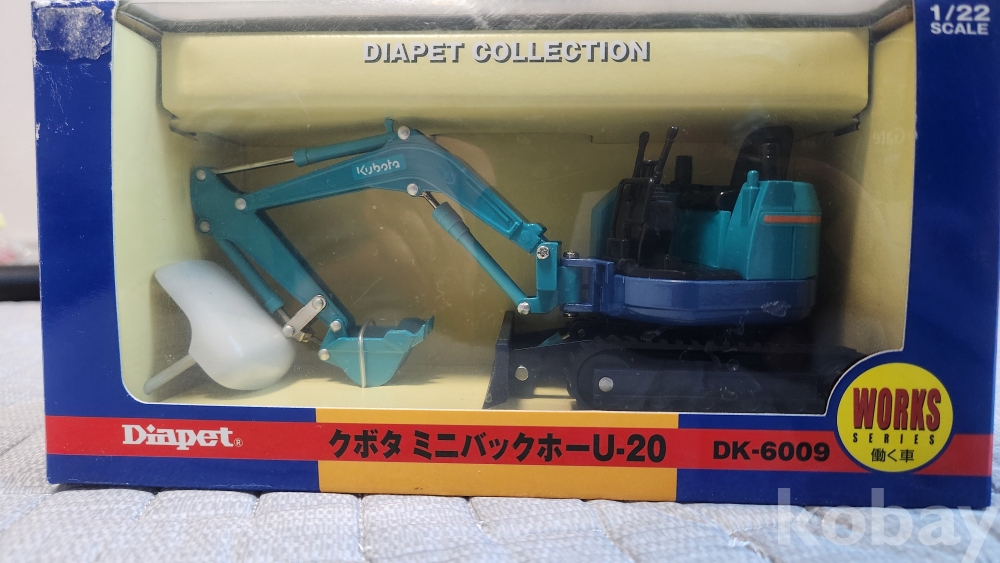 1/22
SCALE
DIAPET COLLECTION
Kubota
WORKS
SERIES
働く車
Diapet®
クボタ ミニバックホーU-20
DK-6009
kobay